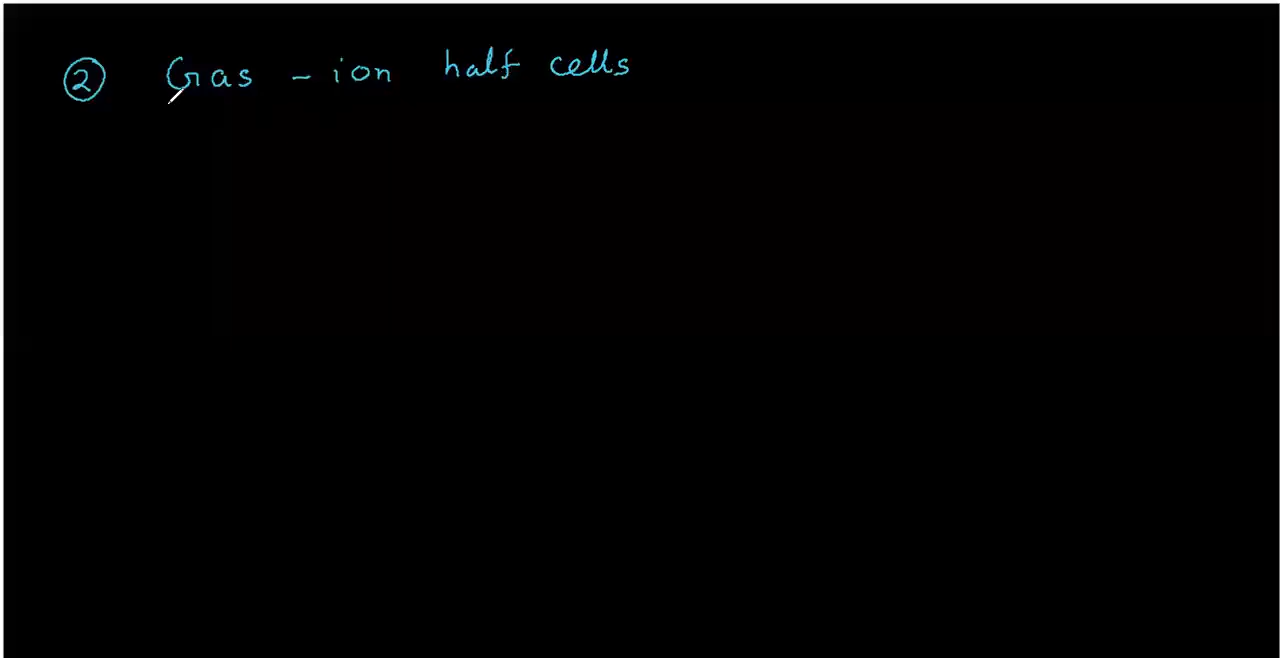 ② Gas - ion half cells